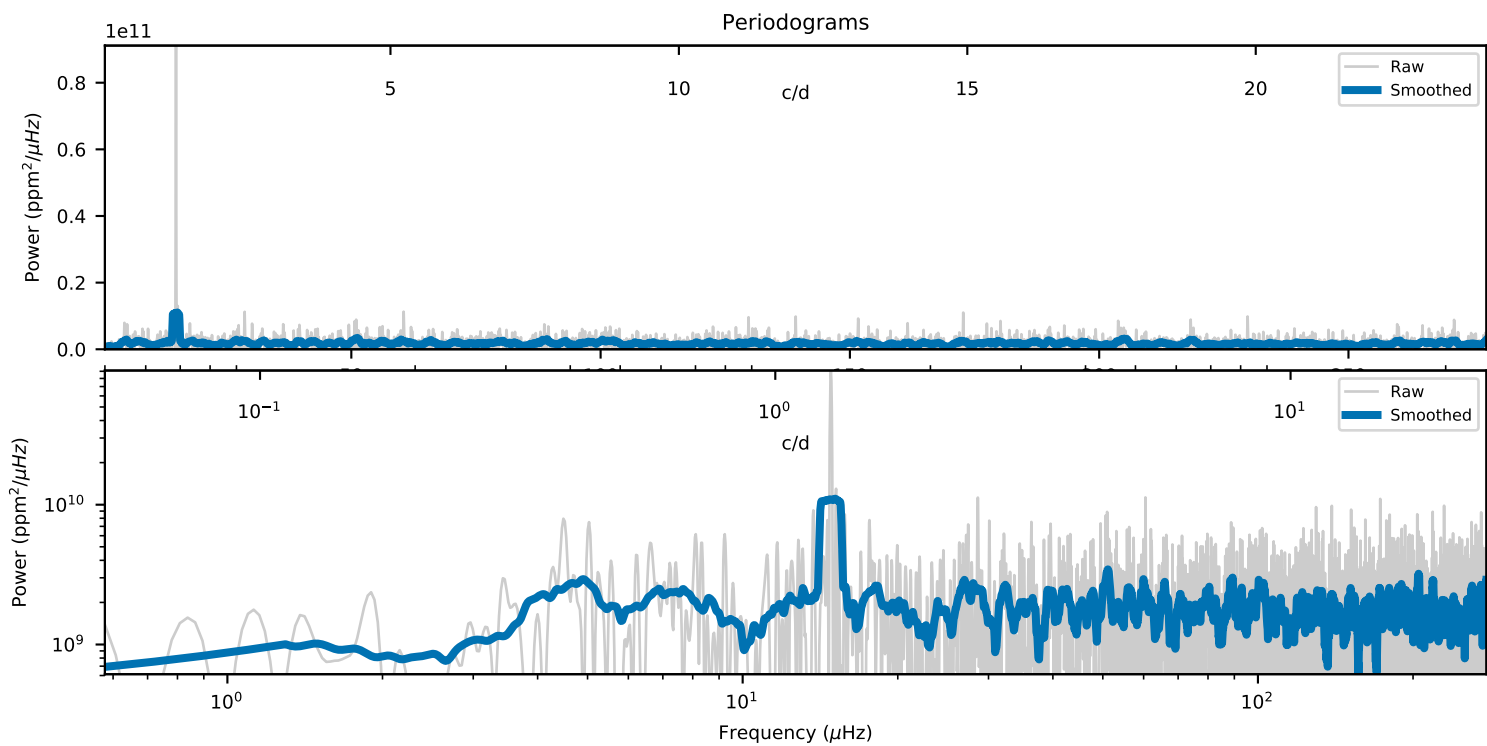 Periodograms
1e11
5 10 15 20
c/d
0.8
0.6
0.4
0.2
0.0
Power (ppm²/μHz)
Raw
Smoothed
10⁻¹ 10⁰ 10¹
c/d
10¹⁰
10⁹
Power (ppm²/μHz)
Raw
Smoothed
10⁰ 10¹ 10²
Frequency (μHz)